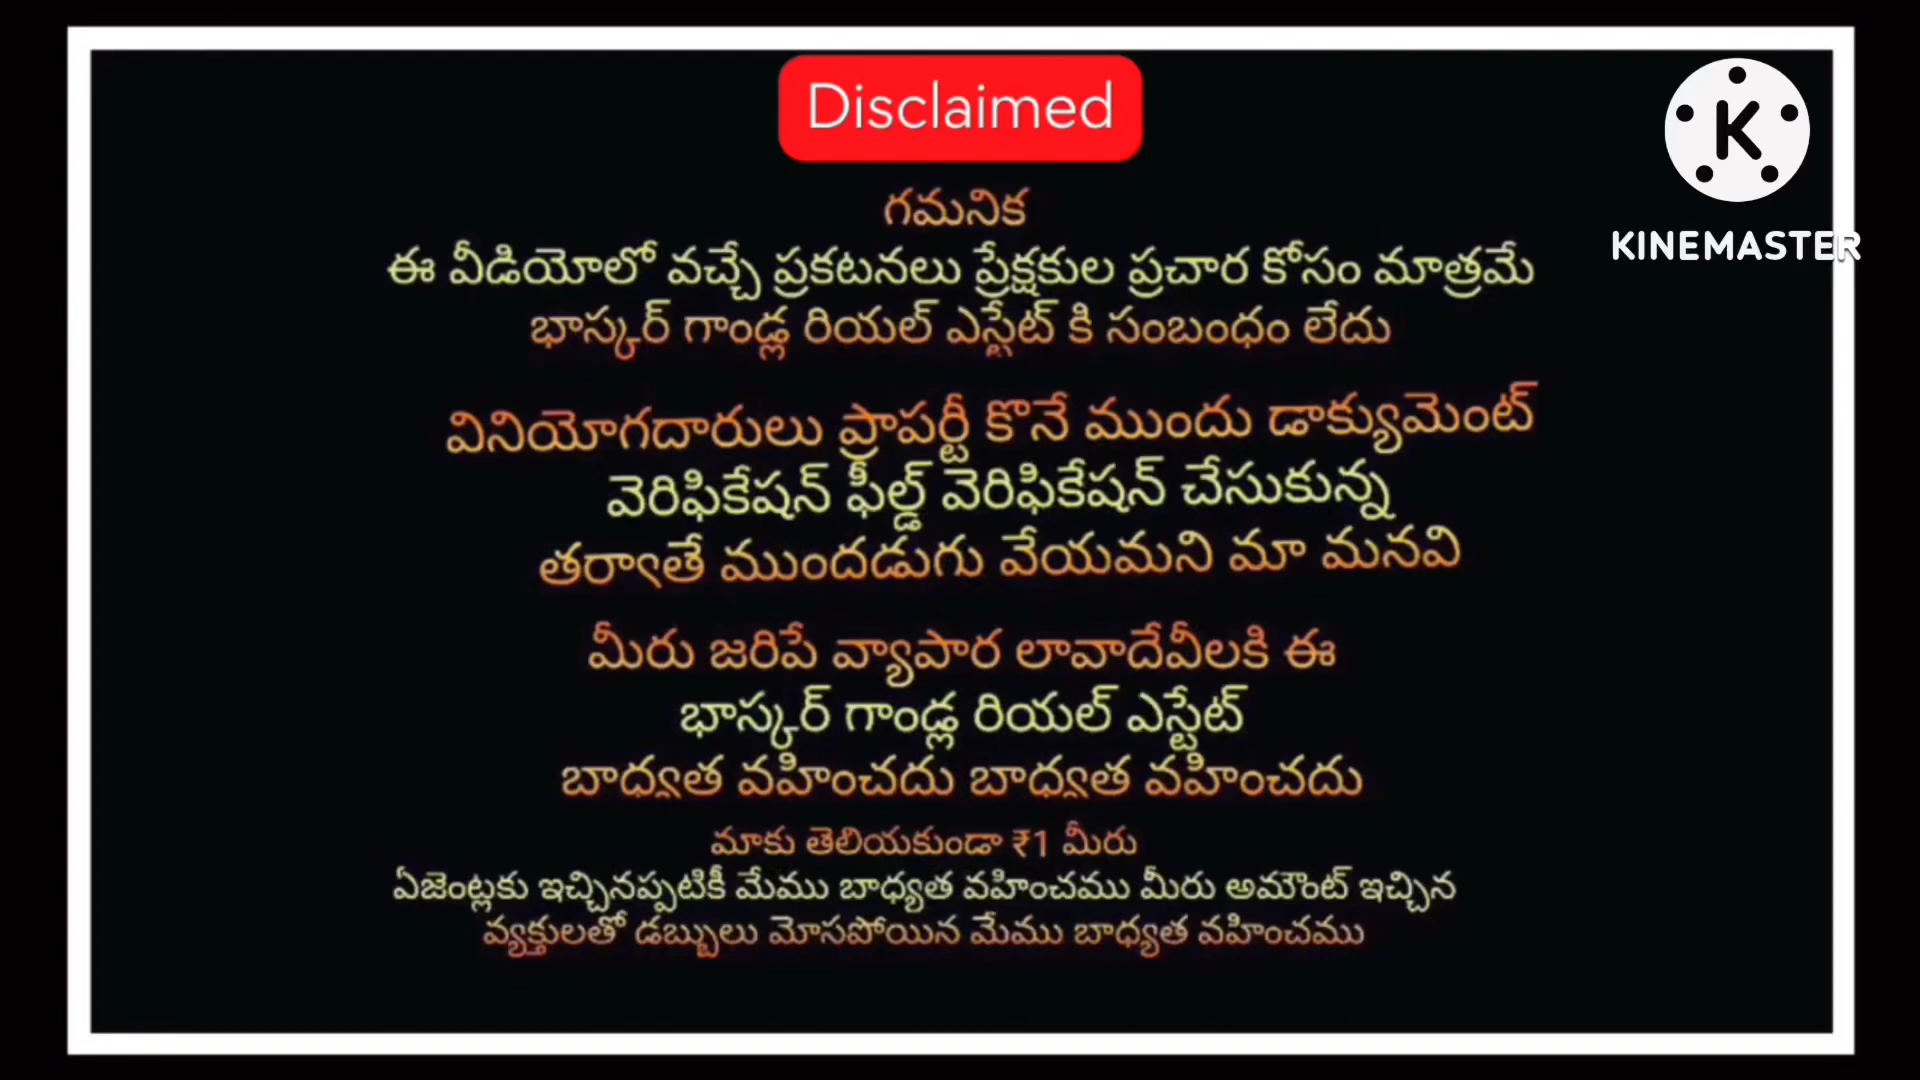 Disclaimed
KINEMASTER
గమనిక
ఈ వీడియోలో వచ్చే ప్రకటనలు ప్రేక్షకుల ప్రచార కోసం మాత్రమే
భాస్కర్ గాండ్ల రియల్ ఎస్టేట్ కి సంబంధం లేదు
వినియోగదారులు ప్రాపర్టీ కొనే ముందు డాక్యుమెంట్
వెరిఫికేషన్ ఫీల్డ్ వెరిఫికేషన్ చేసుకున్న
తర్వాతే ముందడుగు వేయమని మా మనవి
మీరు జరిపే వ్యాపార లావాదేవీలకి ఈ
భాస్కర్ గాండ్ల రియల్ ఎస్టేట్
బాధ్యత వహించదు బాధ్యత వహించదు
మాకు తెలియకుండా ₹1 మీరు
ఏజెంట్లకు ఇచ్చినప్పటికీ మేము బాధ్యత వహించము మీరు అమౌంట్ ఇచ్చిన
వ్యక్తులతో డబ్బులు మోసపోయిన మేము బాధ్యత వహించము